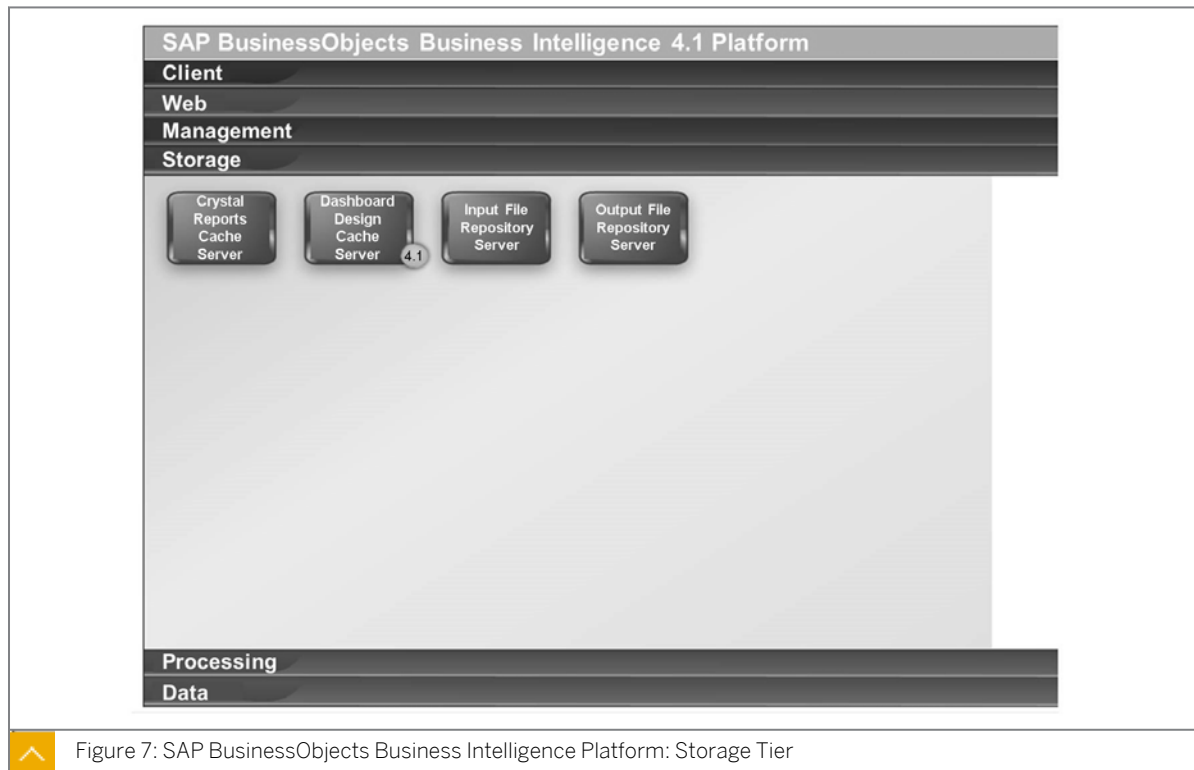 SAP BusinessObjects Business Intelligence 4.1 Platform
Client
Web
Management
Storage
Crystal
Reports
Cache
Server
Dashboard
Design
Cache
Server
4.1
Input File
Repository
Server
Output File
Repository
Server
Processing
Data
Figure 7: SAP BusinessObjects Business Intelligence Platform: Storage Tier